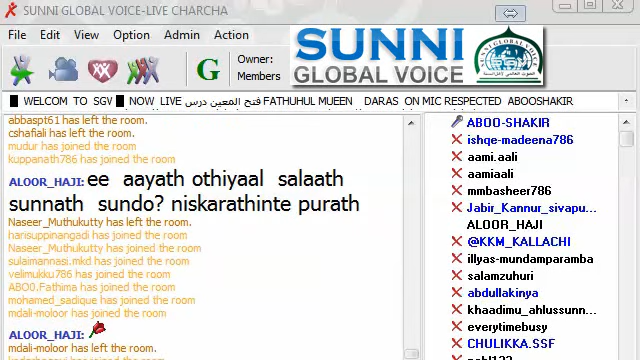 SUNNI GLOBAL VOICE-LIVE CHARCHA
File Edit View Option Admin Action
G Owner:
Members
SUNNI
GLOBAL VOICE
WELCOM TO SGV NOW LIVE فتح المعين درس FATHUHUL MUEEN DARAS ON MIC RESPECTED ABOOSHAKIR
abbaspt61 has left the room.
cshafiali has left the room.
mudur has joined the room
kuppanath786 has joined the room
ALOOR_HAJI: ee aayath othiyaal salaath
sunnath sundo? niskarathinte purath
Naseer_Muthukutty has left the room.
harisuppinangadi has joined the room
Naseer_Muthukutty has joined the room
sulaimannasi.mkd has joined the room
velimukku786 has joined the room
ABO0.Fathima has joined the room
mohamed_sadique has joined the room
mdali-moloor has joined the room
ALOOR_HAJI:
mdali-moloor has left the room.
ABOO-SHAKIR
ishqe-madeena786
aami.aali
aamiaali
mmbasheer786
Jabir_Kannur_sivapu...
ALOOR_HAJI
@KKM_KALLACHI
illyas-mundamparamba
salamzuhuri
abdullakinya
khaadimu_ahlussunn...
everytimebusy
CHULIKKA.SSF